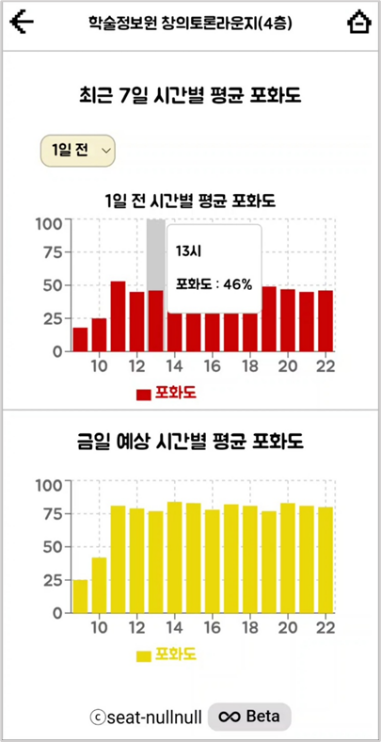 학술정보원 창의토론라운지(4층)
최근 7일 시간별 평균 포화도
1일 전
1일 전 시간별 평균 포화도
100
75
50
25
0
13시
포화도 : 46%
10 12 14 16 18 20 22
포화도
금일 예상 시간별 평균 포화도
100
75
50
25
0
10 12 14 16 18 20 22
포화도
ⓒseat-nullnull
∞ Beta